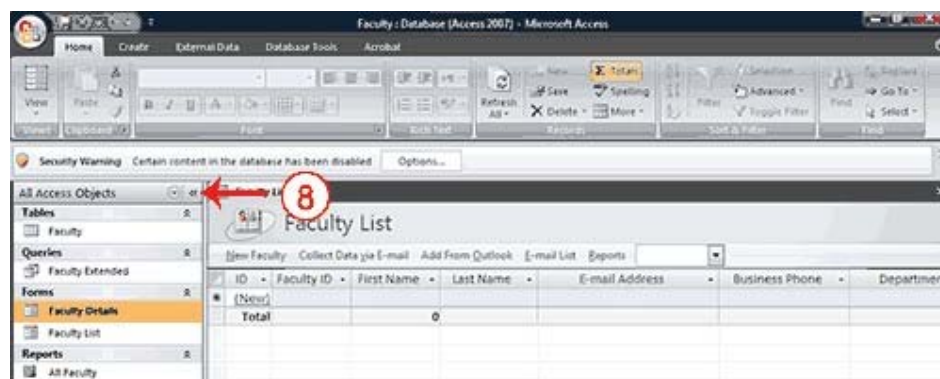 Faculty : Database (Access 2007) - Microsoft Access
Home Create External Data Database Tools Acrobat
View Paste Refresh All New Save Delete Totals Spelling More Filter Selection Advanced Toggle Filter Find Replace Go To Select
Views Clipboard Font Rich Text Records Sort & Filter Find
Security Warning Certain content in the database has been disabled Options...
All Access Objects 8
Tables
Faculty
Queries
Faculty Extended
Forms
Faculty Details
Faculty List
Reports
All Faculty
Faculty List
New Faculty Collect Data via E-mail Add From Outlook E-mail List Reports
ID Faculty ID First Name Last Name E-mail Address Business Phone Departmen
(New)
Total 0